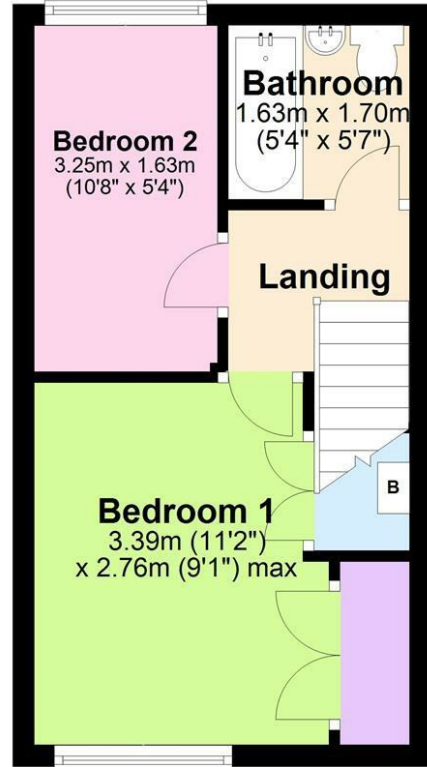 Bathroom
1.63m x 1.70m
(5'4" x 5'7")
Bedroom 2
3.25m x 1.63m
(10'8" x 5'4")
Landing
B
Bedroom 1
3.39m (11'2")
x 2.76m (9'1") max